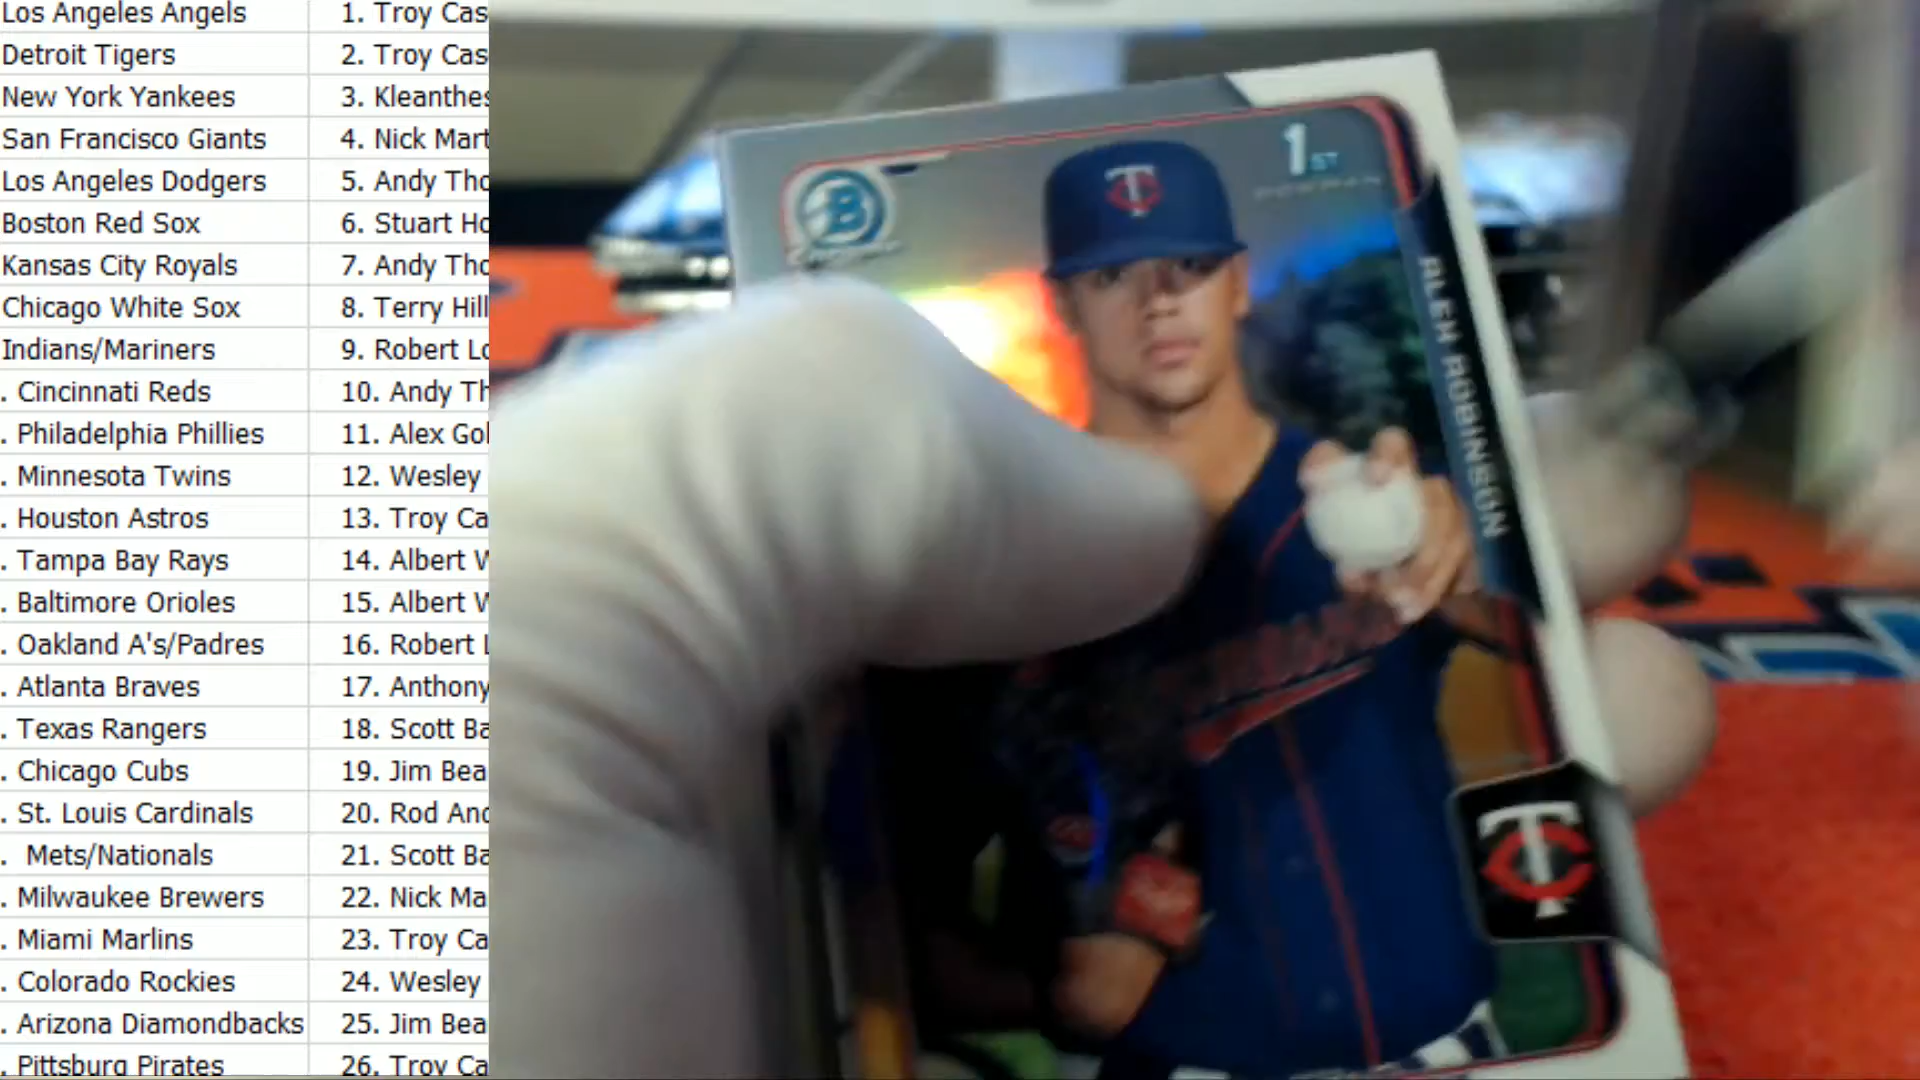 Los Angeles Angels 1. Troy Cas
Detroit Tigers 2. Troy Cas
New York Yankees 3. Kleanthes
San Francisco Giants 4. Nick Mart
Los Angeles Dodgers 5. Andy Tho
Boston Red Sox 6. Stuart Ho
Kansas City Royals 7. Andy Tho
Chicago White Sox 8. Terry Hill
Indians/Mariners 9. Robert Lo
. Cincinnati Reds 10. Andy Th
. Philadelphia Phillies 11. Alex Gol
. Minnesota Twins 12. Wesley
. Houston Astros 13. Troy Ca
. Tampa Bay Rays 14. Albert W
. Baltimore Orioles 15. Albert W
. Oakland A's/Padres 16. Robert L
. Atlanta Braves 17. Anthony
. Texas Rangers 18. Scott Ba
. Chicago Cubs 19. Jim Bea
. St. Louis Cardinals 20. Rod And
. Mets/Nationals 21. Scott Ba
. Milwaukee Brewers 22. Nick Ma
. Miami Marlins 23. Troy Ca
. Colorado Rockies 24. Wesley
. Arizona Diamondbacks 25. Jim Bea
. Pittsburg Pirates 26. Troy Ca
B
Chrome
TC
1ST
BOWMAN
ALEX ROBINSON
TC